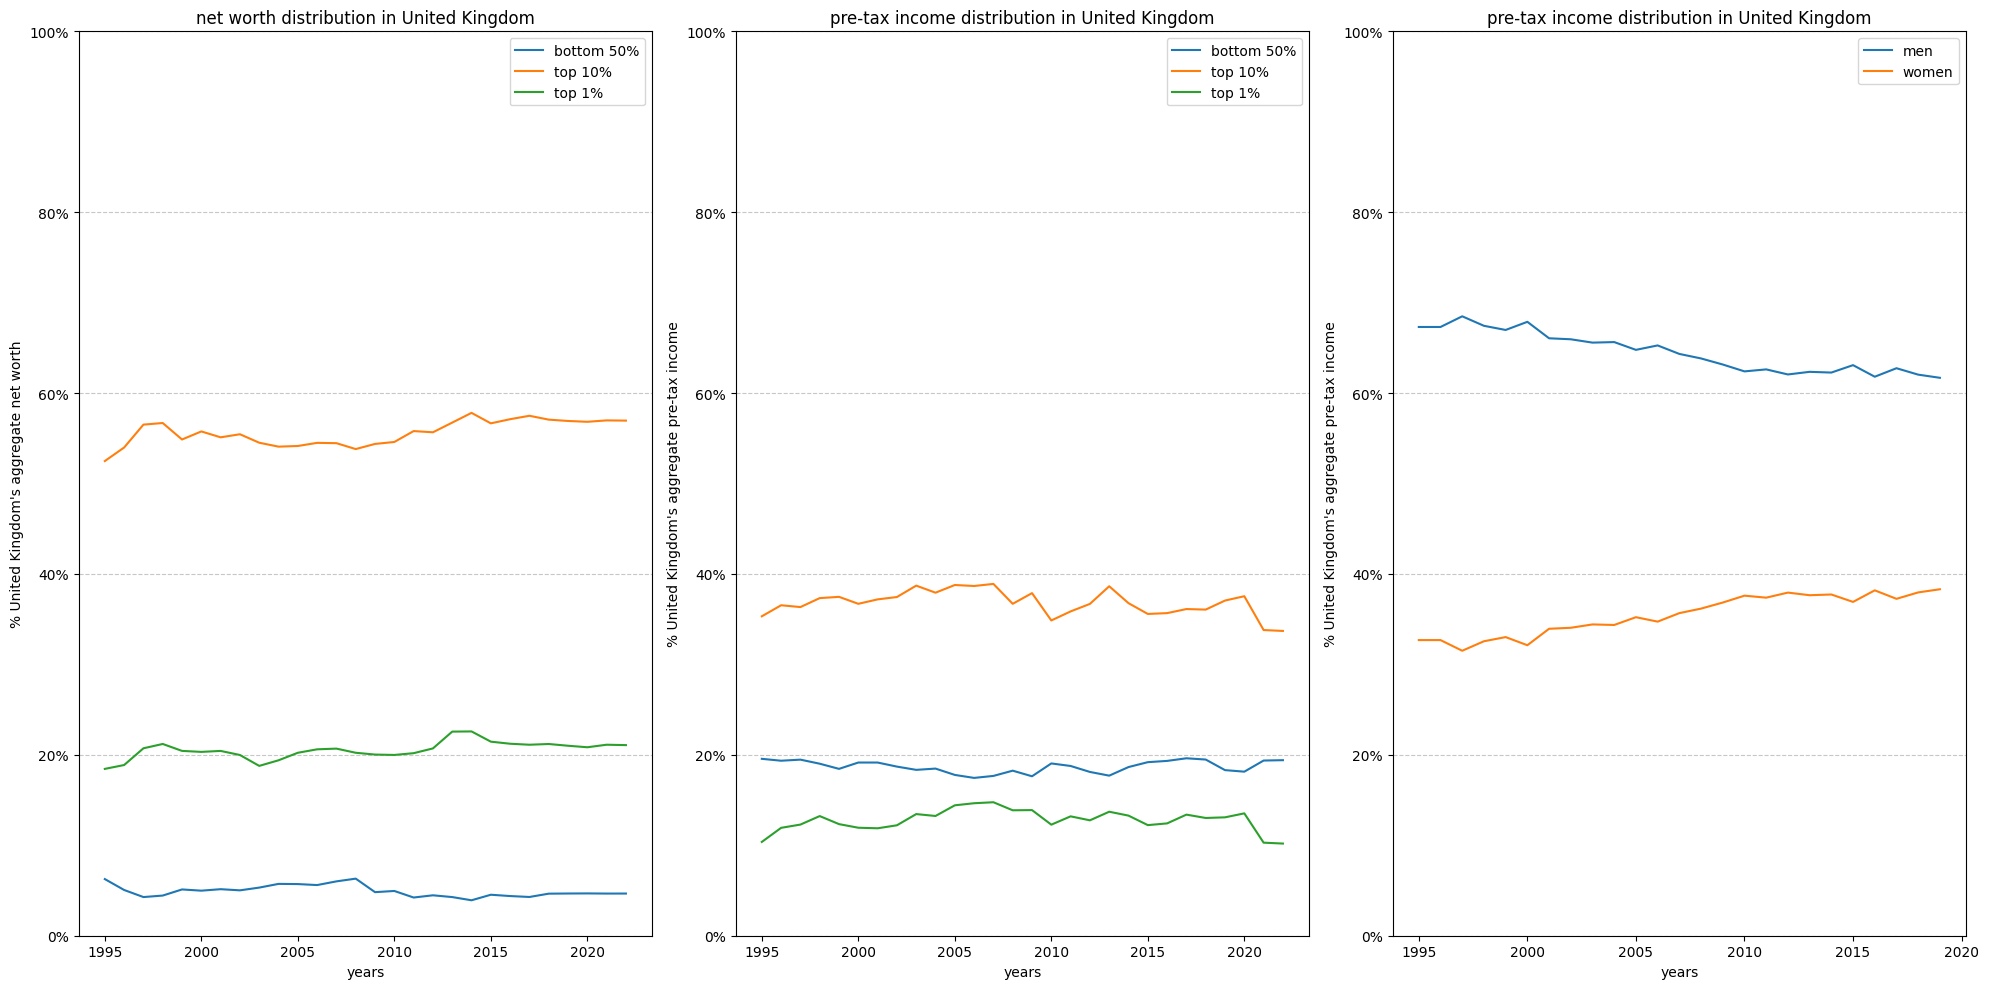 net worth distribution in United Kingdom
100%
80%
60%
40%
20%
0%
% United Kingdom's aggregate net worth
bottom 50%
top 10%
top 1%
1995 2000 2005 2010 2015 2020
years
pre-tax income distribution in United Kingdom
100%
80%
60%
40%
20%
0%
% United Kingdom's aggregate pre-tax income
bottom 50%
top 10%
top 1%
1995 2000 2005 2010 2015 2020
years
pre-tax income distribution in United Kingdom
100%
80%
60%
40%
20%
0%
% United Kingdom's aggregate pre-tax income
men
women
1995 2000 2005 2010 2015 2020
years